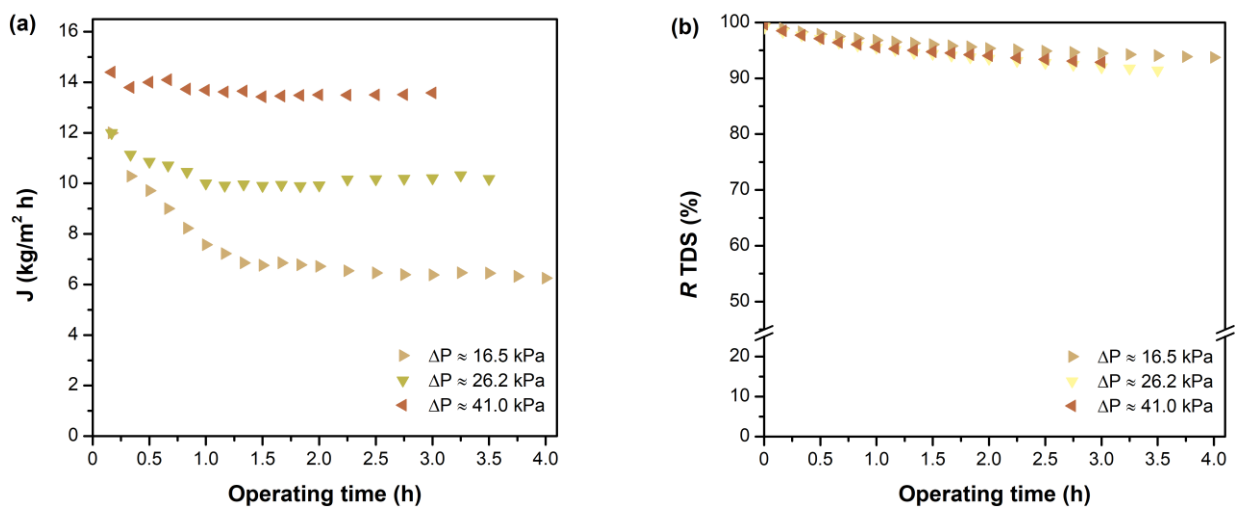 (a)
16
14
12
10
8
6
4
2
0
J (kg/m² h)
ΔP ≈ 16.5 kPa
ΔP ≈ 26.2 kPa
ΔP ≈ 41.0 kPa
0 0.5 1.0 1.5 2.0 2.5 3.0 3.5 4.0
Operating time (h)
(b)
100
90
80
70
60
50
20
15
10
5
0
R TDS (%)
ΔP ≈ 16.5 kPa
ΔP ≈ 26.2 kPa
ΔP ≈ 41.0 kPa
0 0.5 1.0 1.5 2.0 2.5 3.0 3.5 4.0
Operating time (h)